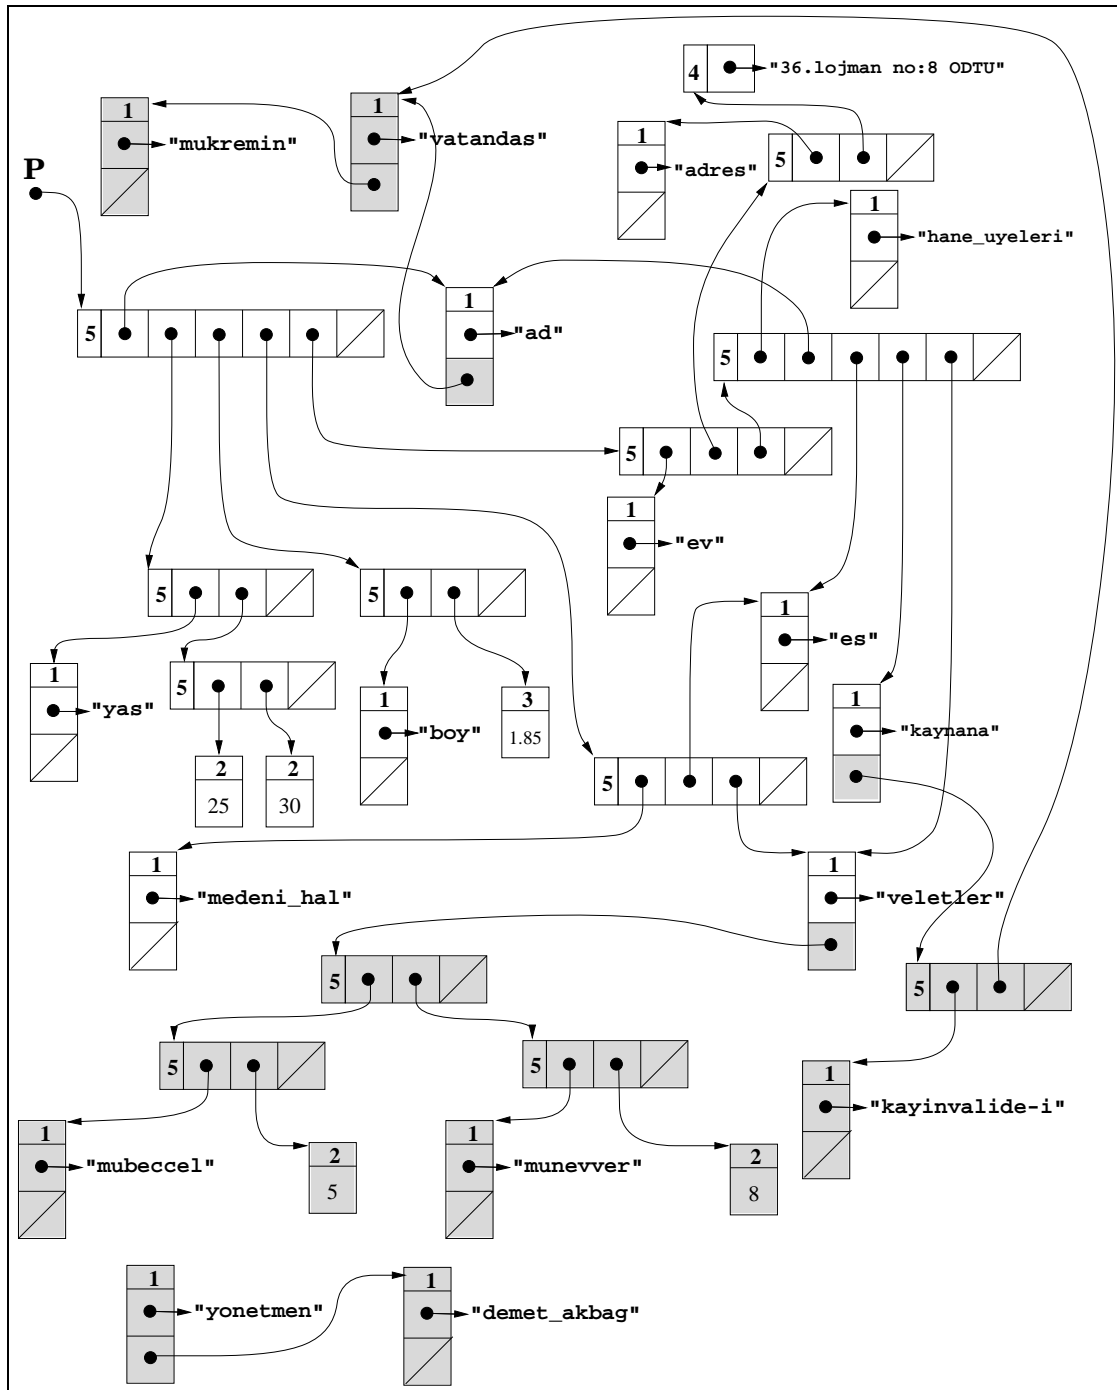 4 "36.lojman no:8 ODTU"
1 "mukremin"
1 "vatandas"
1 "adres"
5
P
1 "hane_uyeleri"
5
1 "ad"
5
5
1 "ev"
5
5
1 "es"
1 "yas"
5
1 "boy"
3
1.85
1 "kaynana"
2
25
2
30
5
1 "medeni_hal"
1 "veletler"
5
5
5
5
1 "kayinvalide-i"
1 "mubeccel"
2
5
1 "munevver"
2
8
1 "yonetmen"
1 "demet_akbag"